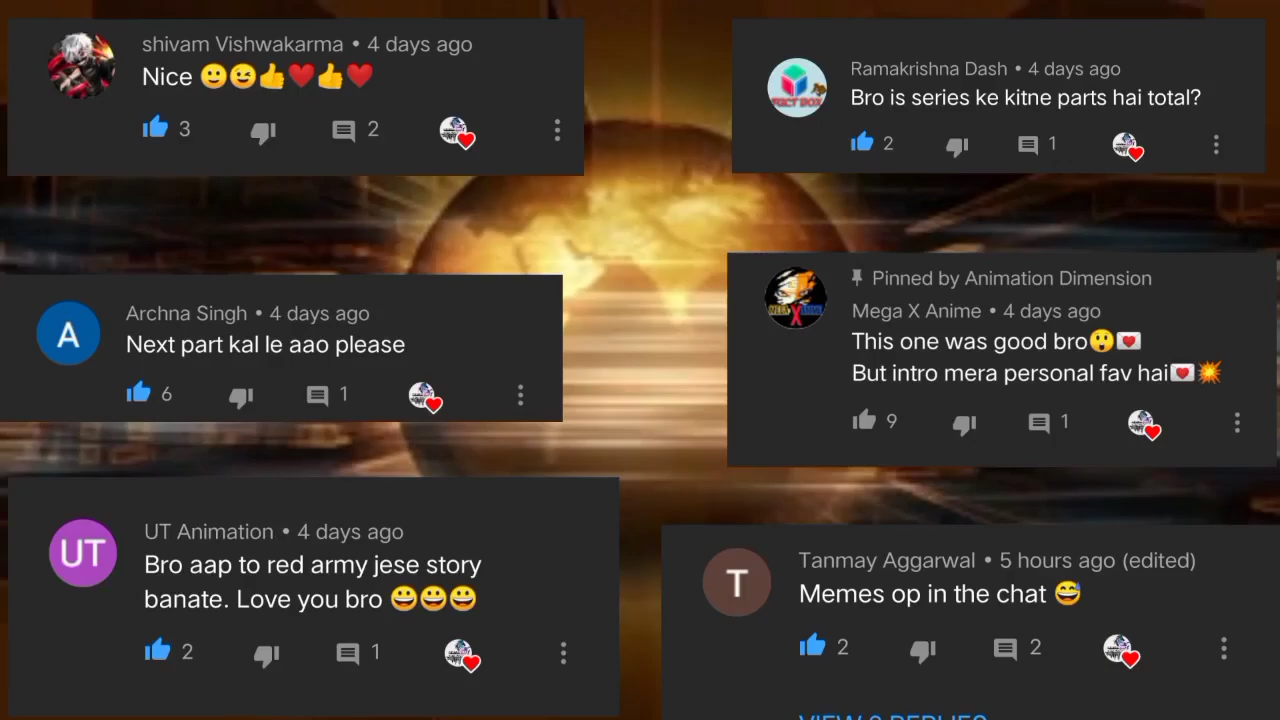 shivam Vishwakarma • 4 days ago
Nice 🙂😉👍❤️👍❤️
3
2
Ramakrishna Dash • 4 days ago
Bro is series ke kitne parts hai total?
2
1
A
Archna Singh • 4 days ago
Next part kal le aao please
6
1
Pinned by Animation Dimension
Mega X Anime • 4 days ago
This one was good bro😲💌
But intro mera personal fav hai💌💥
9
1
UT
UT Animation • 4 days ago
Bro aap to red army jese story
banate. Love you bro 😀😀😀
2
1
T
Tanmay Aggarwal • 5 hours ago (edited)
Memes op in the chat 😅
2
2